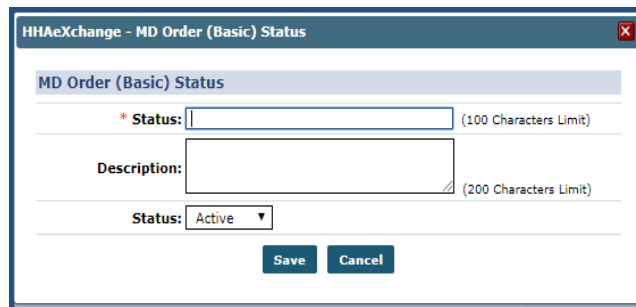 HHAeXchange - MD Order (Basic) Status
X
MD Order (Basic) Status
* Status: (100 Characters Limit)
Description: (200 Characters Limit)
Status: Active
Save Cancel